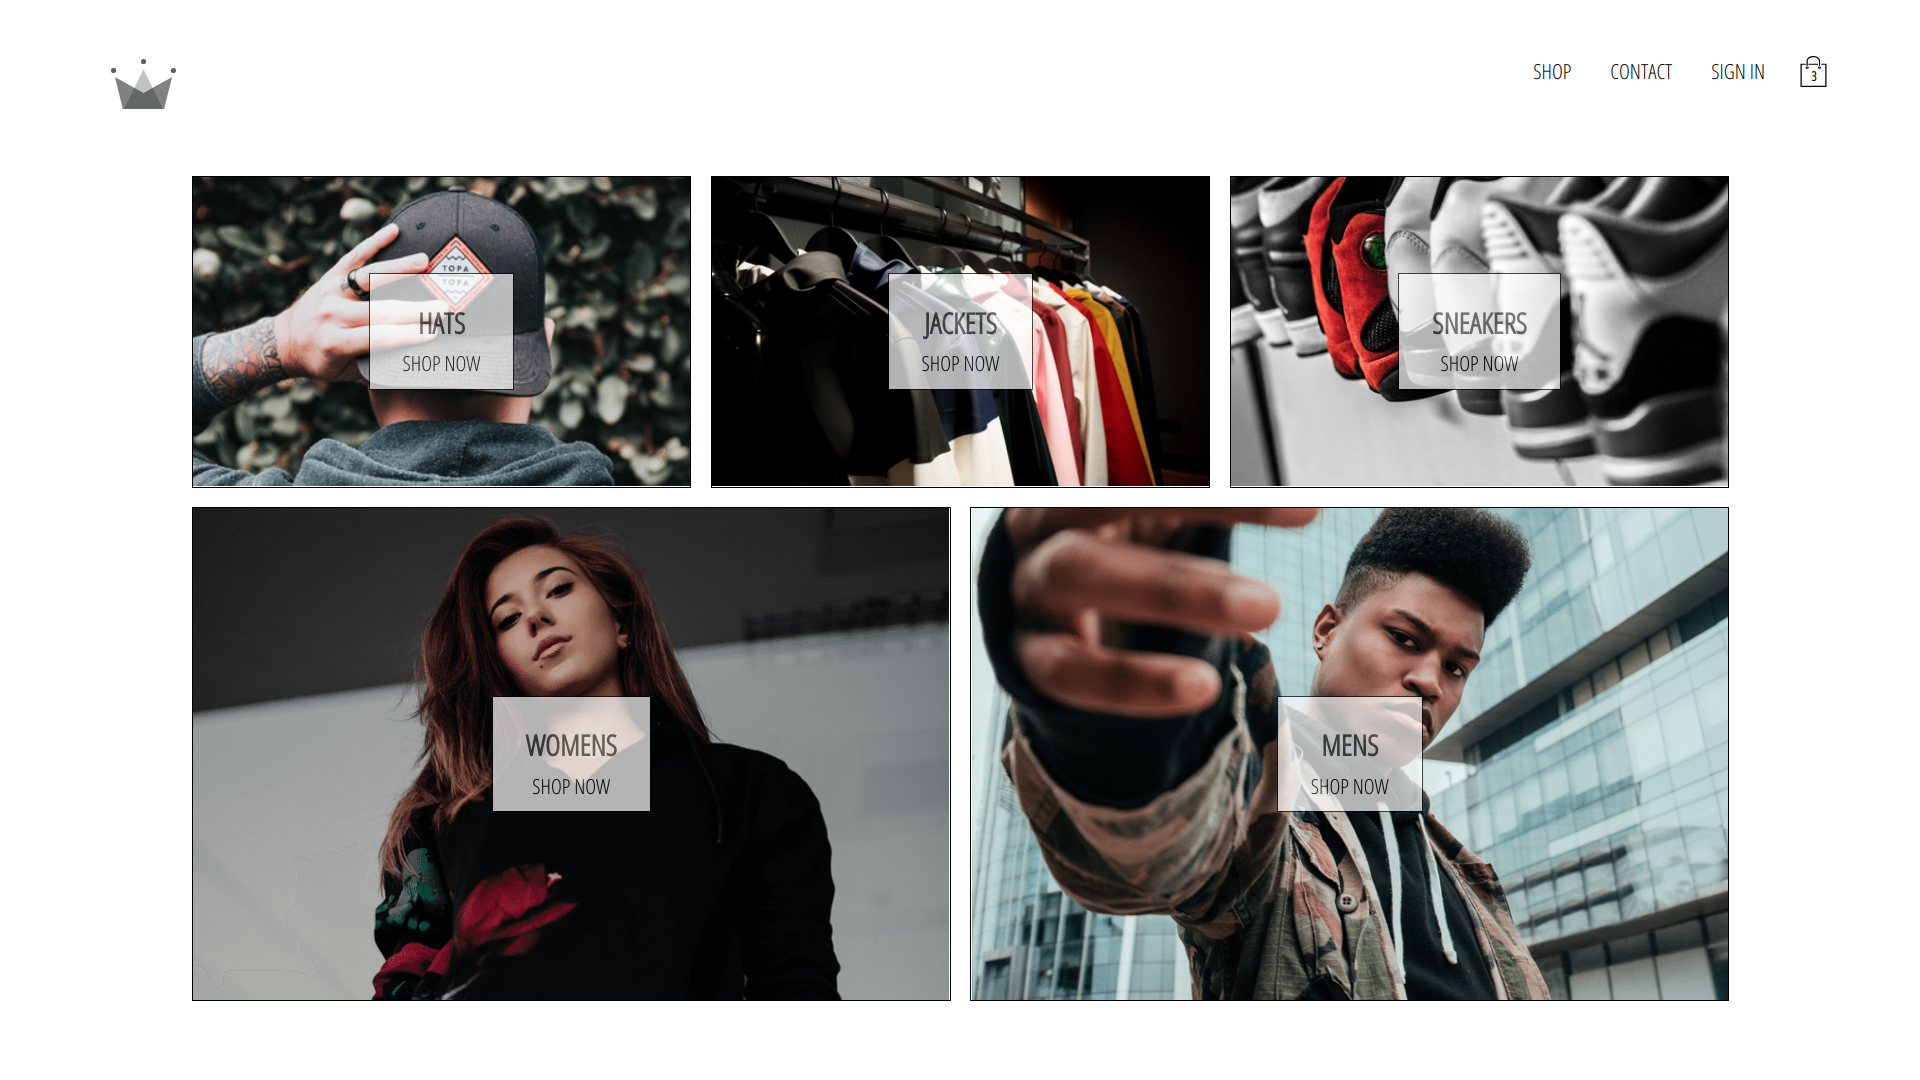 SHOP
CONTACT
SIGN IN
3
TOPA
TOPA
HATS
SHOP NOW
JACKETS
SHOP NOW
SNEAKERS
SHOP NOW
WOMENS
SHOP NOW
MENS
SHOP NOW